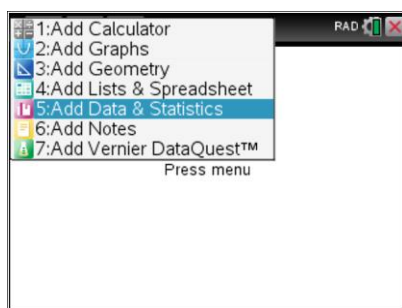 1:Add Calculator
RAD
2:Add Graphs
3:Add Geometry
4:Add Lists & Spreadsheet
5:Add Data & Statistics
6:Add Notes
7:Add Vernier DataQuest™
Press menu